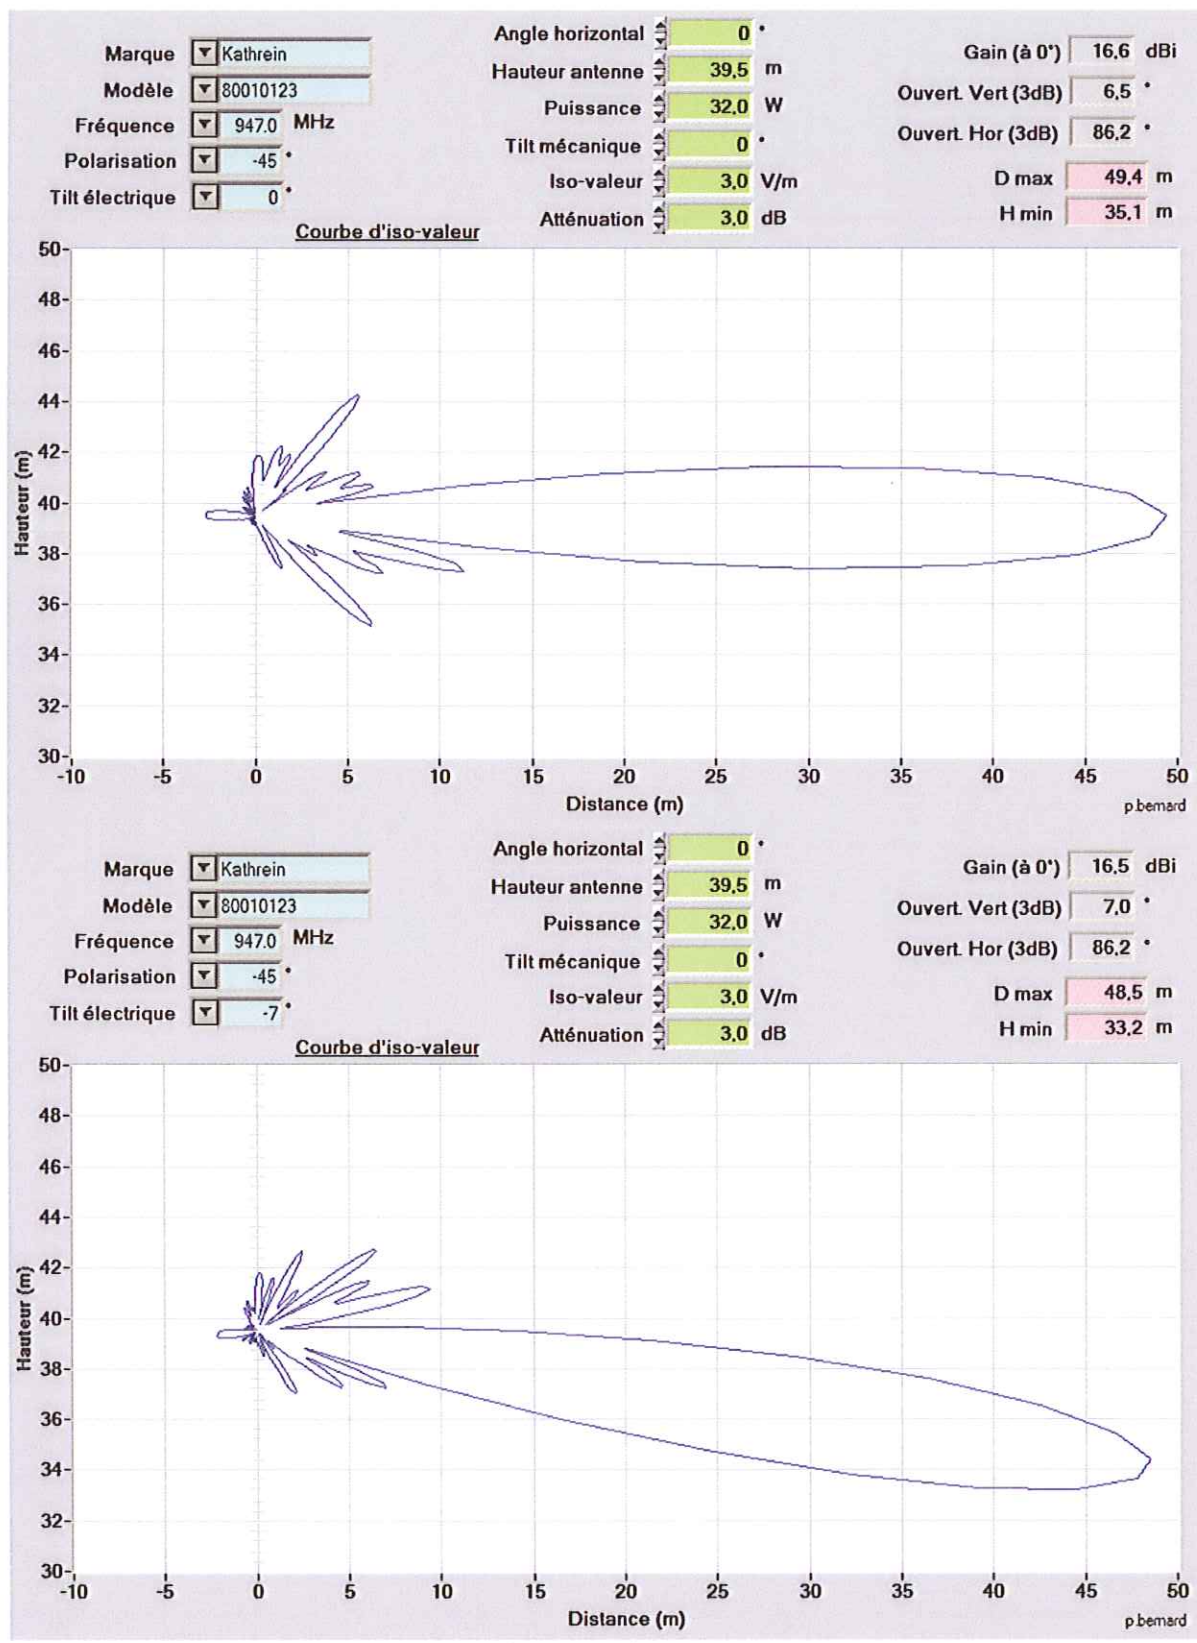 Marque Kathrein
Modèle 80010123
Fréquence 947.0 MHz
Polarisation -45 °
Tilt électrique 0 °
Angle horizontal 0 °
Hauteur antenne 39,5 m
Puissance 32,0 W
Tilt mécanique 0 °
Iso-valeur 3,0 V/m
Atténuation 3,0 dB
Gain (à 0°) 16,6 dBi
Ouvert. Vert (3dB) 6,5 °
Ouvert. Hor (3dB) 86,2 °
D max 49,4 m
H min 35,1 m
Courbe d'iso-valeur
Hauteur (m)
50
48
46
44
42
40
38
36
34
32
30
-10 -5 0 5 10 15 20 25 30 35 40 45 50
Distance (m)
p.bernard
Marque Kathrein
Modèle 80010123
Fréquence 947.0 MHz
Polarisation -45 °
Tilt électrique -7 °
Angle horizontal 0 °
Hauteur antenne 39,5 m
Puissance 32,0 W
Tilt mécanique 0 °
Iso-valeur 3,0 V/m
Atténuation 3,0 dB
Gain (à 0°) 16,5 dBi
Ouvert. Vert (3dB) 7,0 °
Ouvert. Hor (3dB) 86,2 °
D max 48,5 m
H min 33,2 m
Courbe d'iso-valeur
Hauteur (m)
50
48
46
44
42
40
38
36
34
32
30
-10 -5 0 5 10 15 20 25 30 35 40 45 50
Distance (m)
p.bernard